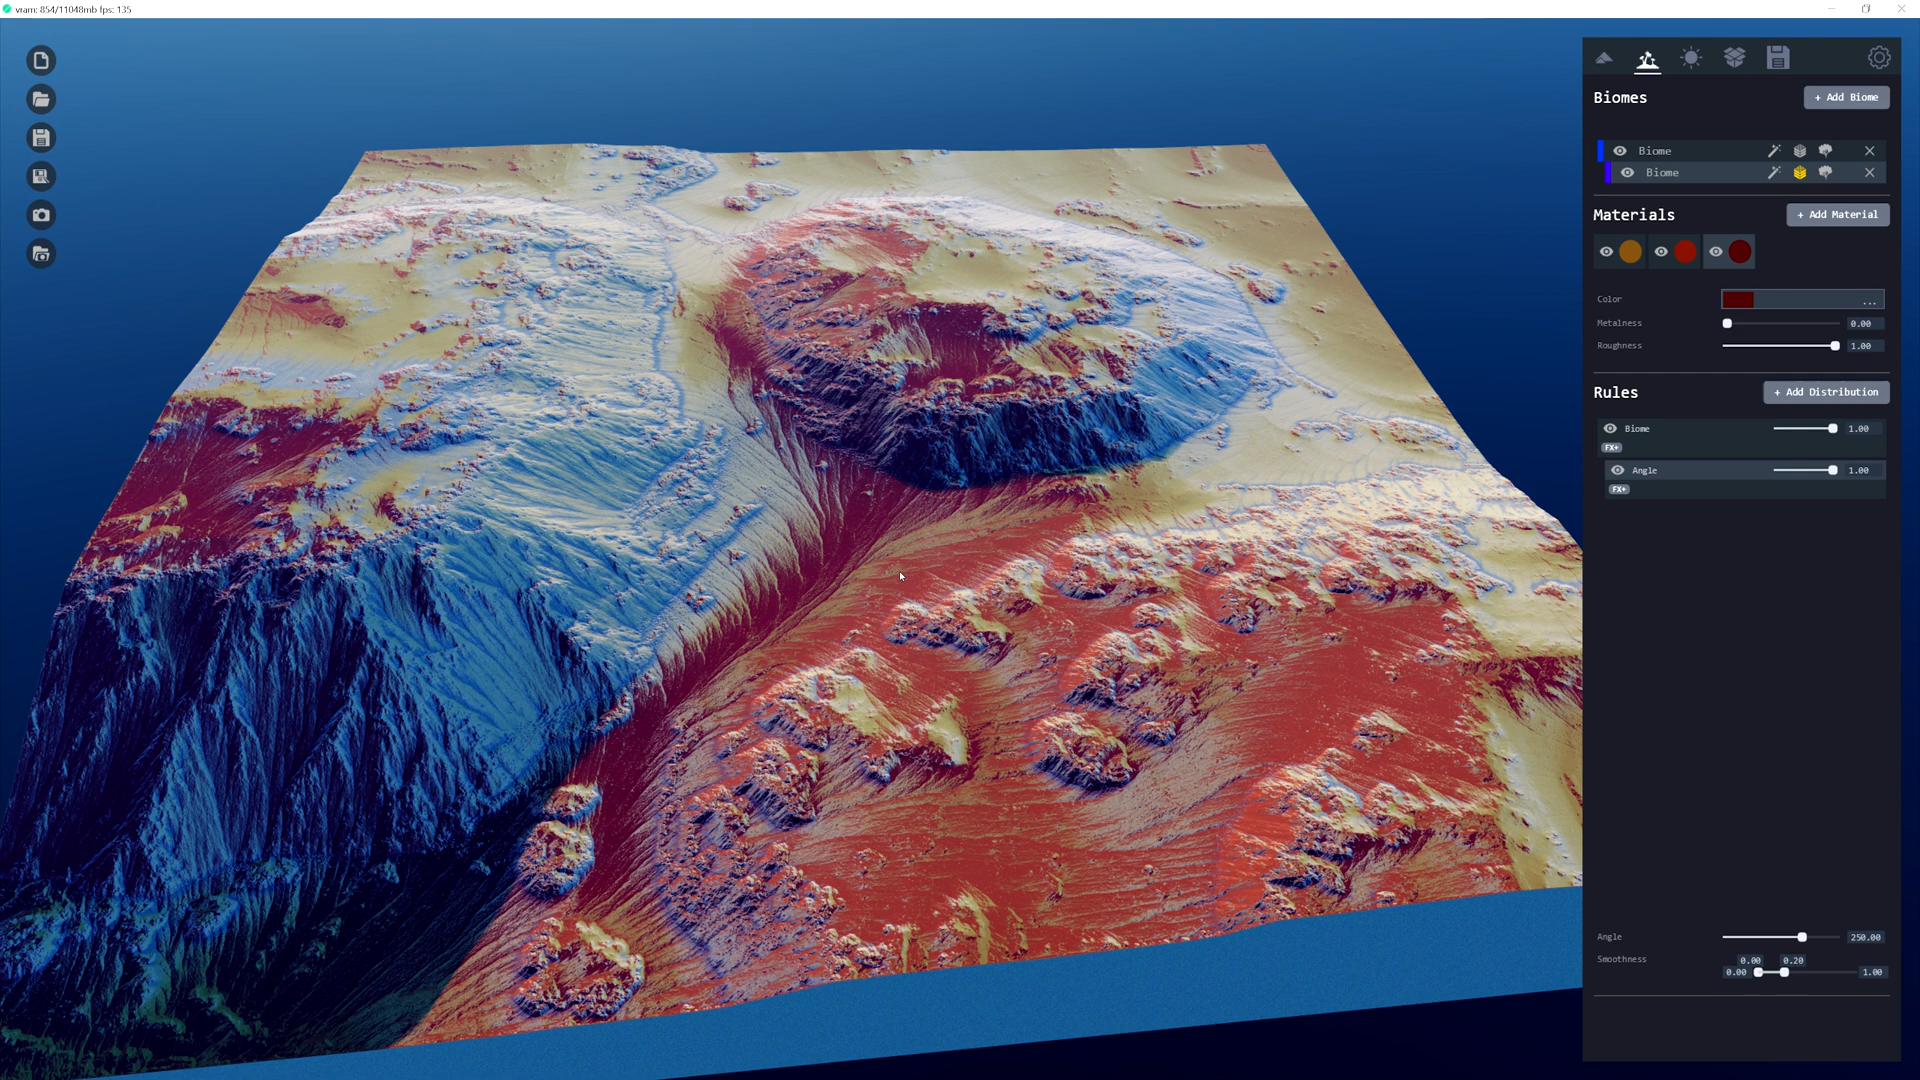 vram: 854/11048mb fps: 135
Biomes
+ Add Biome
Biome
Biome
Materials
+ Add Material
Color
...
Metalness
0.00
Roughness
1.00
Rules
+ Add Distribution
Biome
1.00
FX+
Angle
1.00
FX+
Angle
250.00
Smoothness
0.00 0.20
0.00 1.00